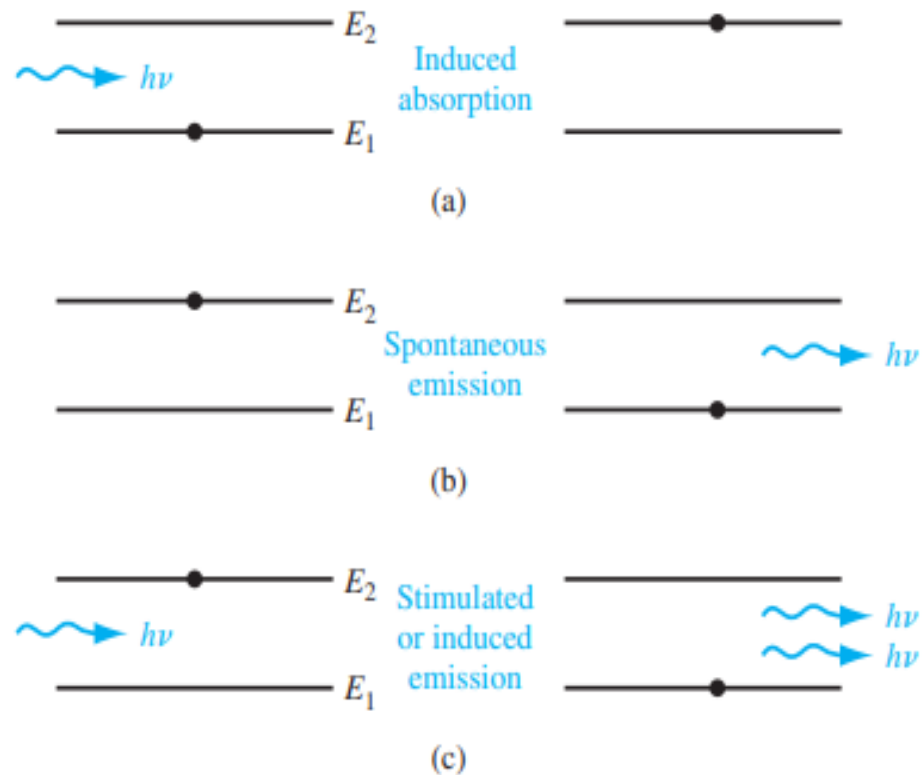 E₂
Induced
absorption
hν
E₁
(a)
E₂
Spontaneous
emission
hν
E₁
(b)
E₂
Stimulated
or induced
emission
hν
hν
hν
E₁
(c)